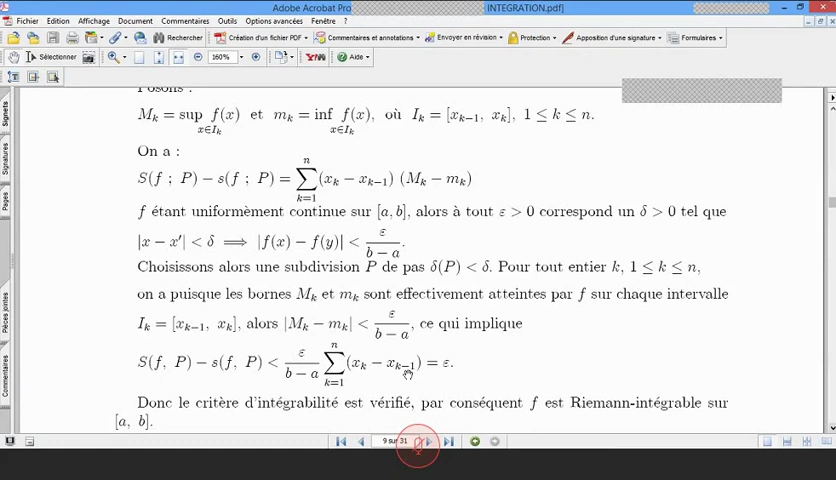 Adobe Acrobat Pro
INTEGRATION.pdf]
Fichier Edition Affichage Document Commentaires Outils Options avancées Fenêtre ?
Rechercher Création d'un fichier PDF Commentaires et annotations Envoi en révision Protection Apposition d'une signature Formulaires
Sélectionner 160% Y! Aide
Signets
Signatures
Pages
Pièces jointes
Commentaires
Posons :
M_k = sup f(x) et m_k = inf f(x), où I_k = [x_{k−1}, x_k], 1 ≤ k ≤ n.
x∈I_k x∈I_k
On a :
S(f ; P) − s(f ; P) = ∑_{k=1}^{n} (x_k − x_{k−1}) (M_k − m_k)
f étant uniformèment continue sur [a, b], alors à tout ε > 0 correspond un δ > 0 tel que
|x − x′| < δ ⟹ |f(x) − f(y)| < ε/(b − a).
Choisissons alors une subdivision P de pas δ(P) < δ. Pour tout entier k, 1 ≤ k ≤ n,
on a puisque les bornes M_k et m_k sont effectivement atteintes par f sur chaque intervalle
I_k = [x_{k−1}, x_k], alors |M_k − m_k| < ε/(b − a), ce qui implique
S(f, P) − s(f, P) < ε/(b − a) ∑_{k=1}^{n} (x_k − x_{k−1}) = ε.
Donc le critère d'intégrabilité est vérifié, par conséquent f est Riemann-intégrable sur
[a, b].
9 sur 31